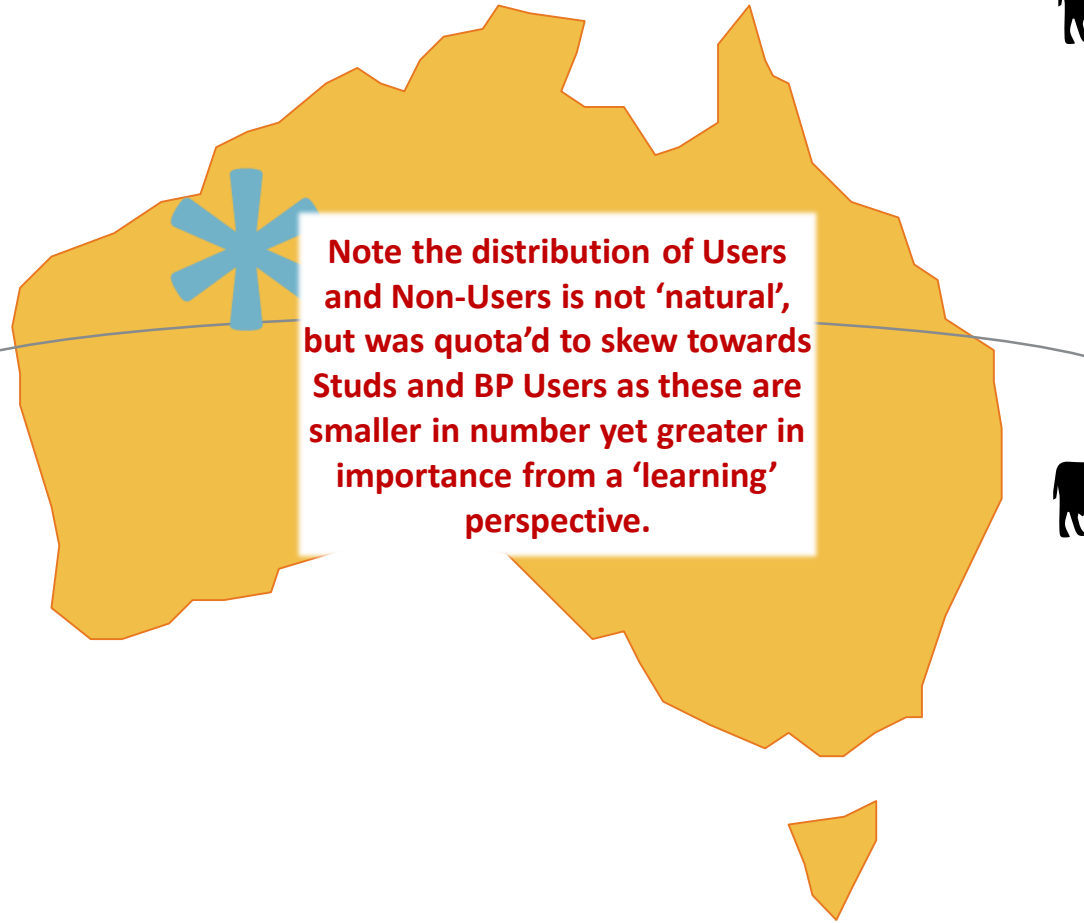 Note the distribution of Users
and Non-Users is not ‘natural’,
but was quota’d to skew towards
Studs and BP Users as these are
smaller in number yet greater in
importance from a ‘learning’
perspective.